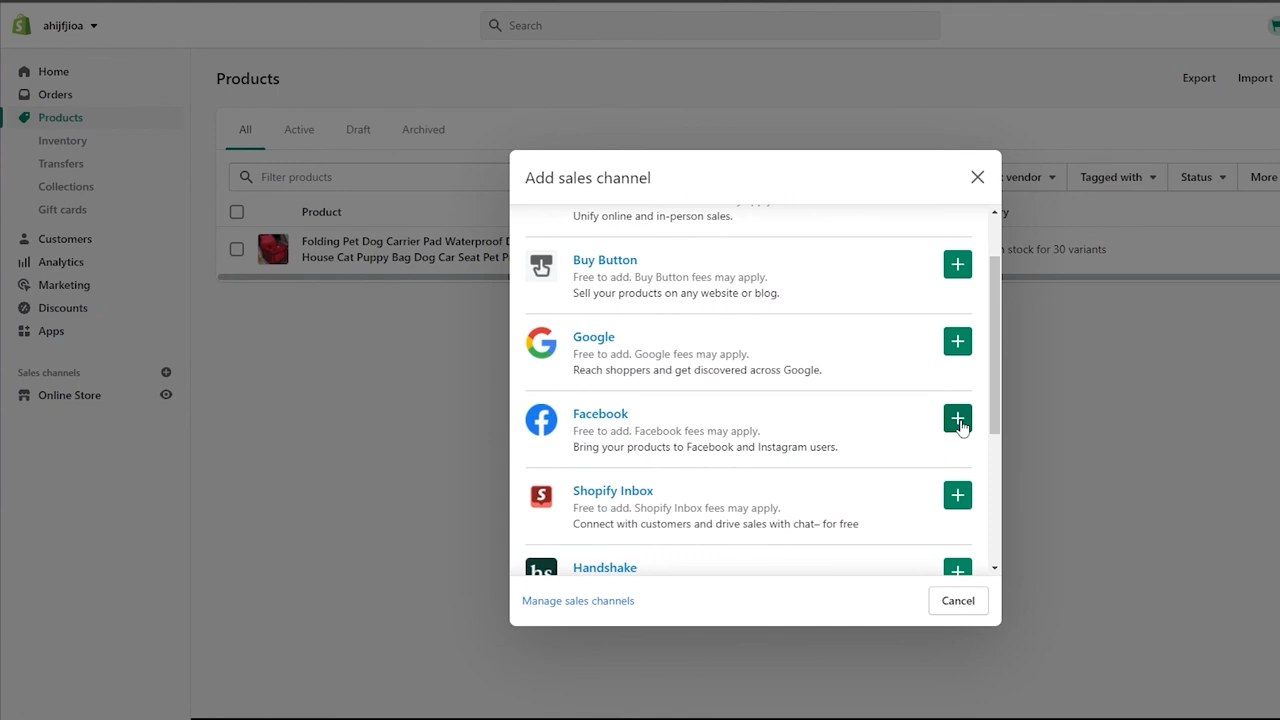 ahijfjioa
Search
Home
Orders
Products
Inventory
Transfers
Collections
Gift cards
Customers
Analytics
Marketing
Discounts
Apps
Sales channels
Online Store
Products
Export
Import
All
Active
Draft
Archived
Filter products
vendor
Tagged with
Status
More
Product
Folding Pet Dog Carrier Pad Waterproof
House Cat Puppy Bag Dog Car Seat Pet
stock for 30 variants
Add sales channel
Unify online and in-person sales.
Buy Button
Free to add. Buy Button fees may apply.
Sell your products on any website or blog.
Google
Free to add. Google fees may apply.
Reach shoppers and get discovered across Google.
Facebook
Free to add. Facebook fees may apply.
Bring your products to Facebook and Instagram users.
Shopify Inbox
Free to add. Shopify Inbox fees may apply.
Connect with customers and drive sales with chat– for free
hs
Handshake
Manage sales channels
Cancel